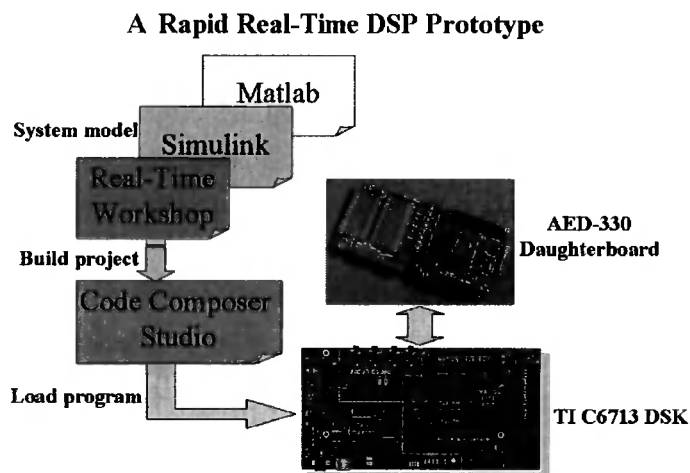 A Rapid Real-Time DSP Prototype
Matlab
System model
Simulink
Real-Time
Workshop
AED-330
Daughterboard
Build project
Code Composer
Studio
Load program
TI C6713 DSK